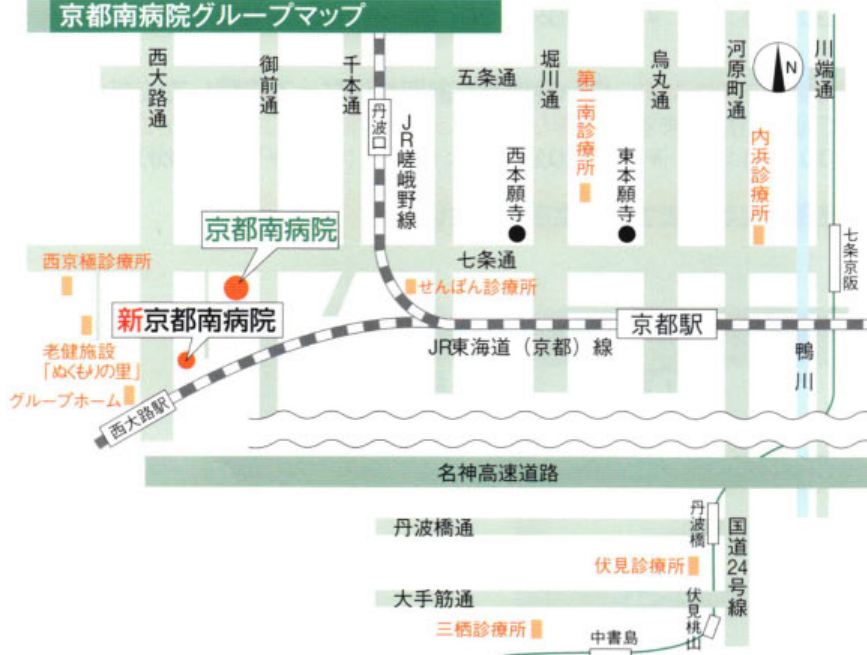 京都南病院グループマップ
西大路通
御前通
千本通
丹波口
JR嵯峨野線
五条通
堀川通
第二南診療所
烏丸通
河原町通
N
川端通
西本願寺
東本願寺
内浜診療所
京都南病院
西京極診療所
七条通
七条京阪
せんぽん診療所
新京都南病院
京都駅
JR東海道(京都)線
鴨川
老健施設
「ぬくもりの里」
グループホーム
西大路駅
名神高速道路
丹波橋通
丹波橋
国道24号線
伏見診療所
大手筋通
伏見桃山
三栖診療所
中書島